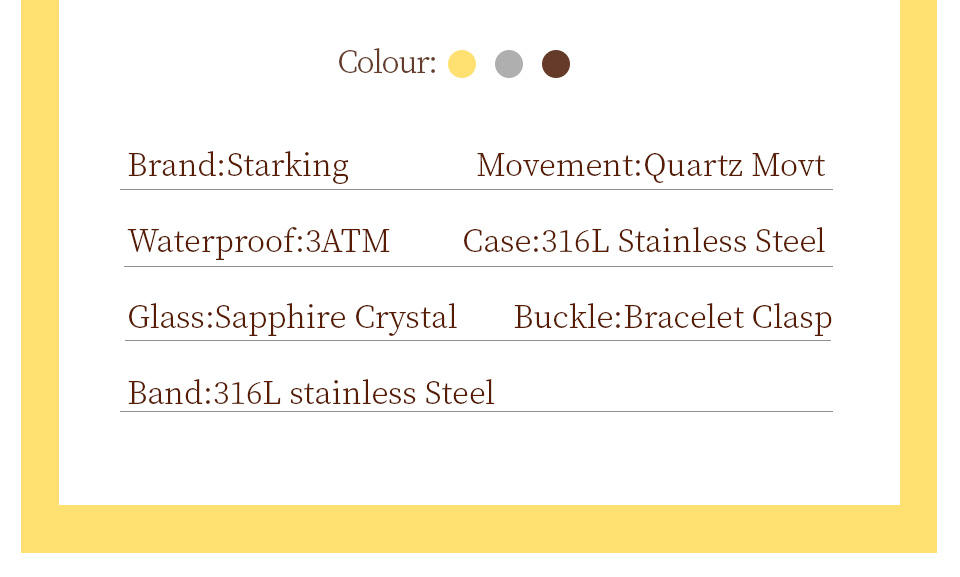 Colour:
Brand:Starking Movement:Quartz Movt
Waterproof:3ATM Case:316L Stainless Steel
Glass:Sapphire Crystal Buckle:Bracelet Clasp
Band:316L stainless Steel